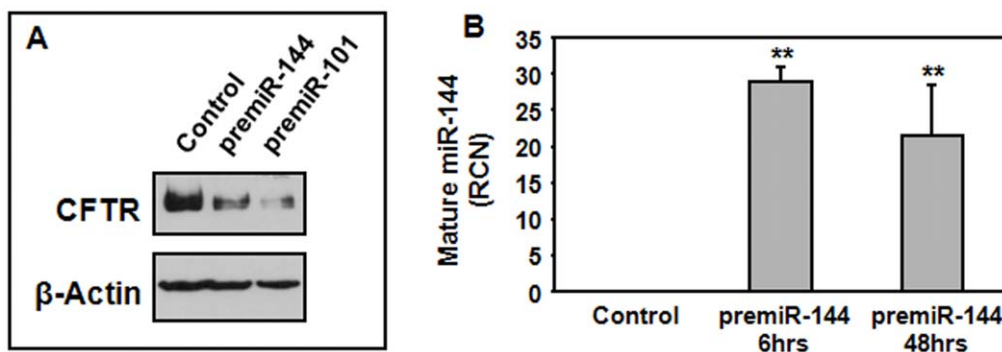 A
Control
premiR-144
premiR-101
CFTR
β-Actin
B
Mature miR-144
(RCN)
35
30
25
20
15
10
5
0
**
**
Control
premiR-144
6hrs
premiR-144
48hrs